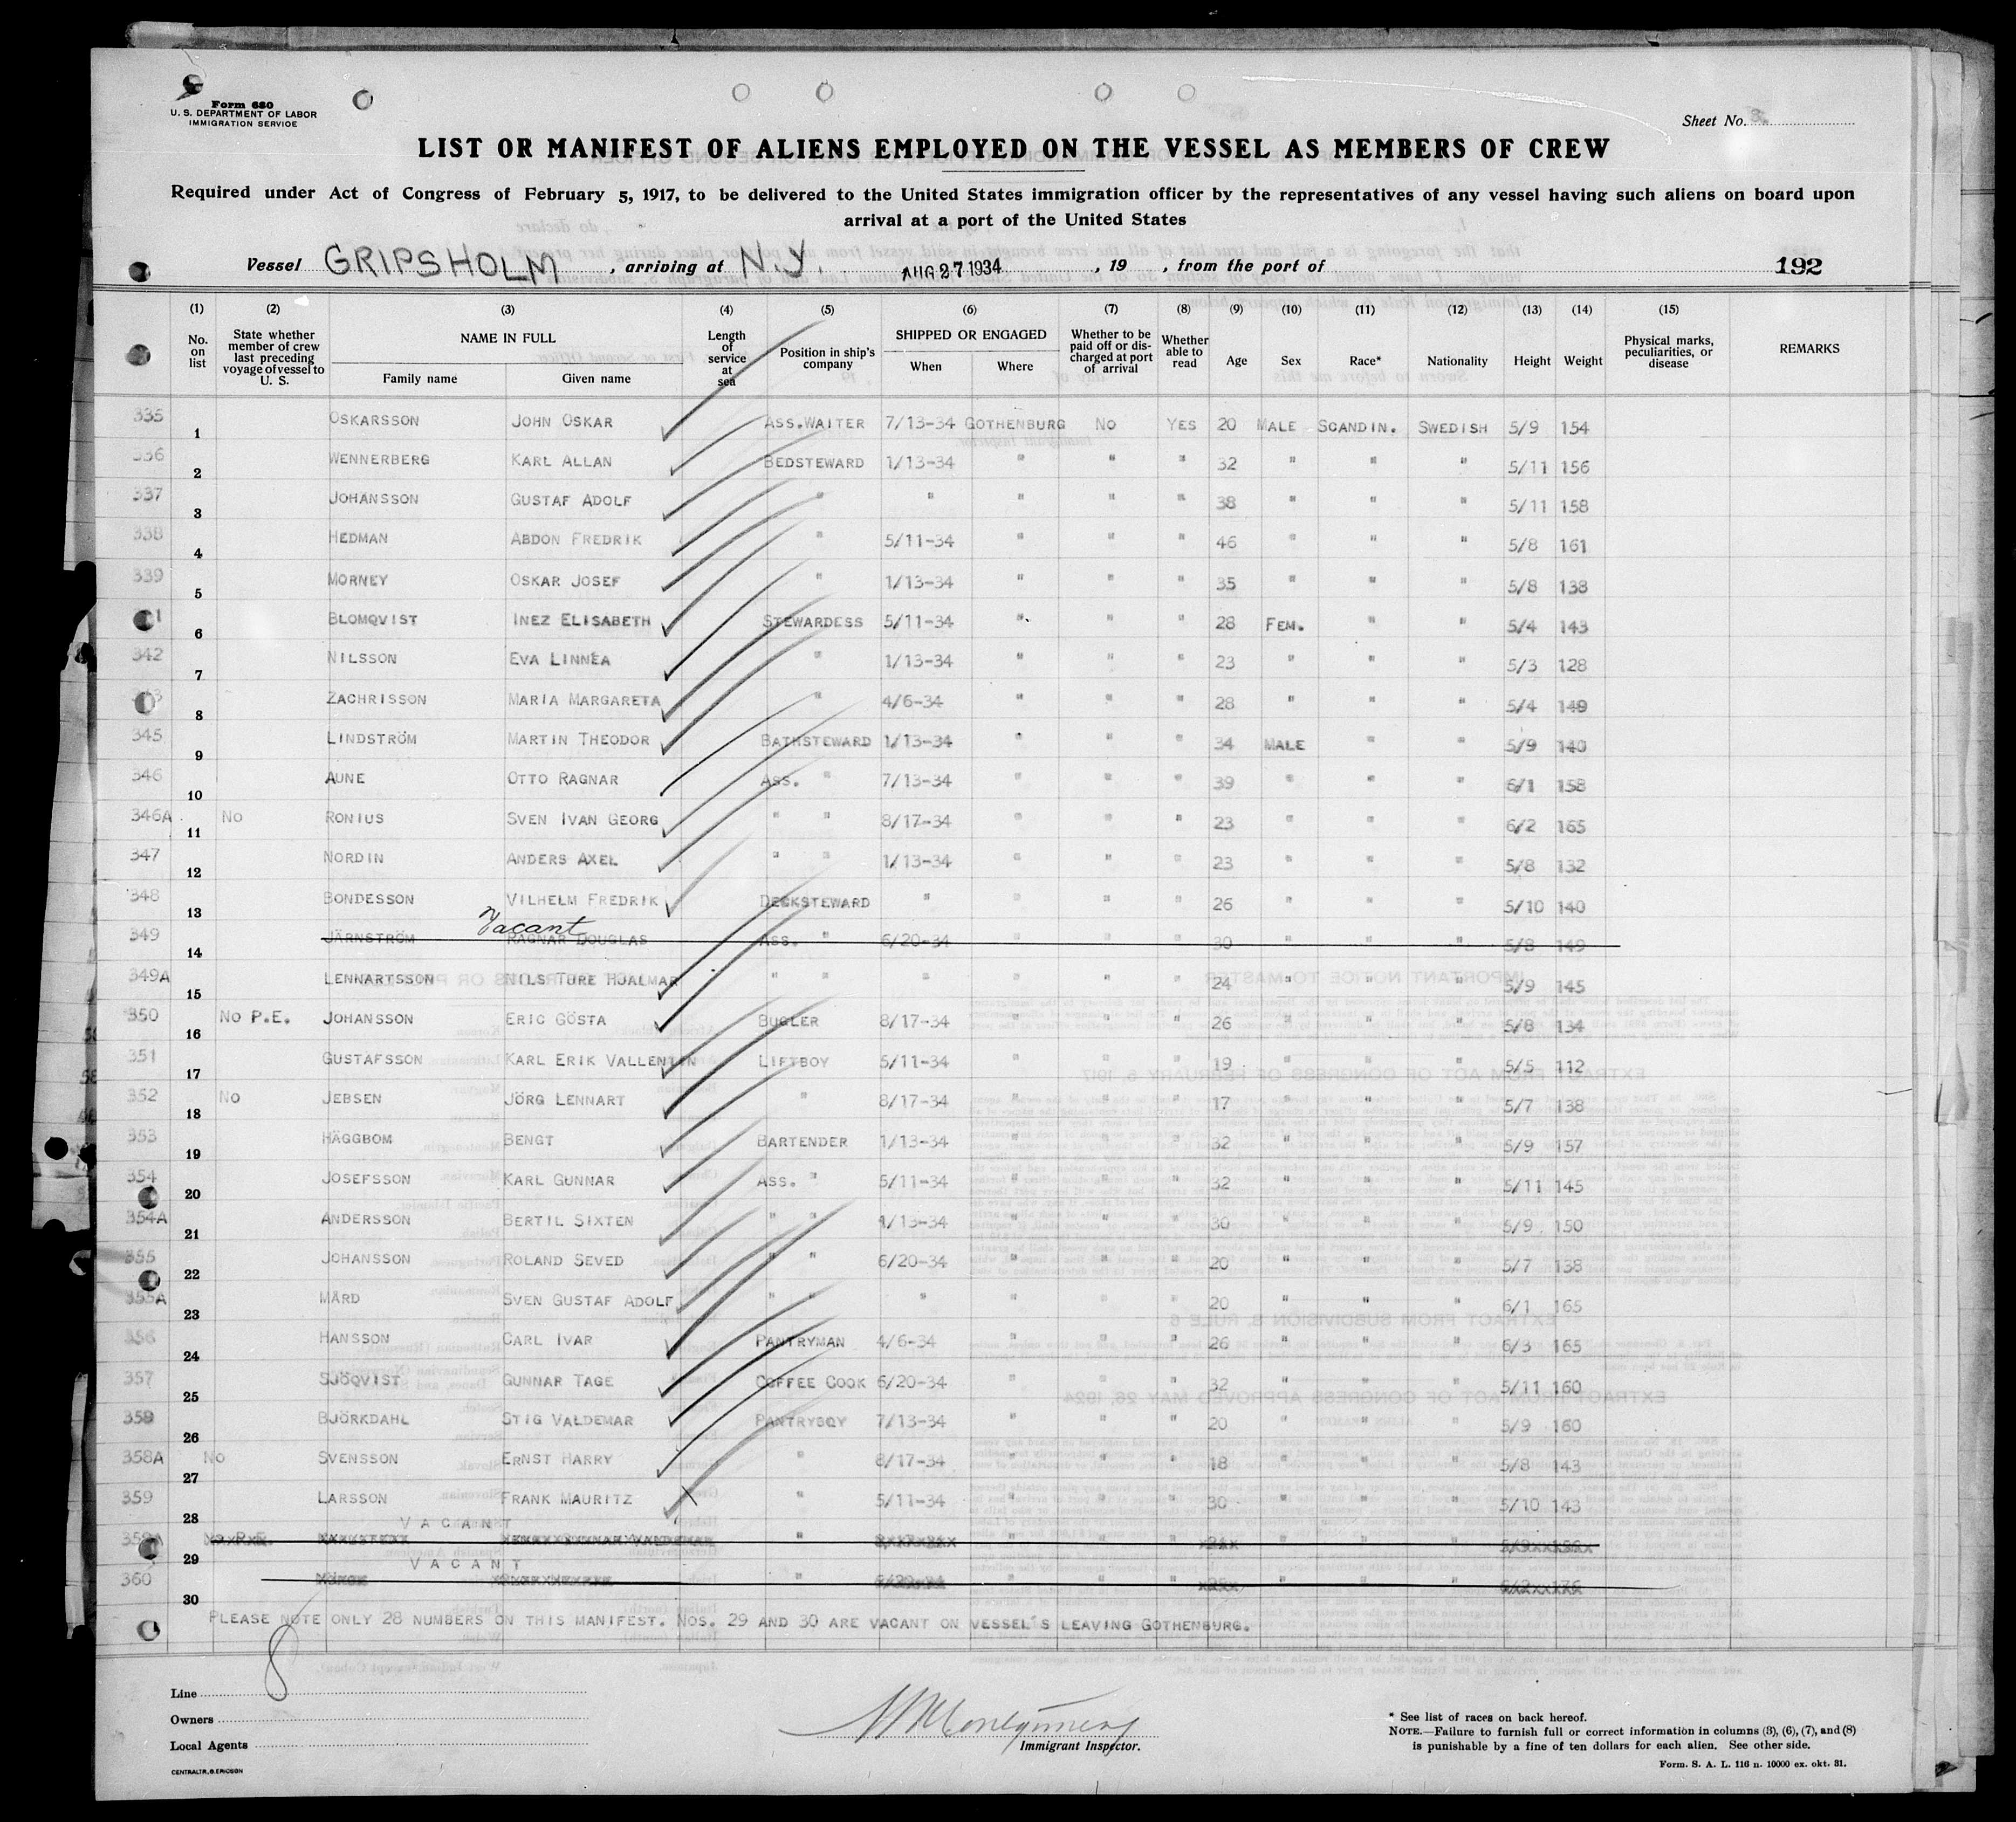 Form 680
U. S. DEPARTMENT OF LABOR
IMMIGRATION SERVICE
Sheet No.
LIST OR MANIFEST OF ALIENS EMPLOYED ON THE VESSEL AS MEMBERS OF CREW
Required under Act of Congress of February 5, 1917, to be delivered to the United States immigration officer by the representatives of any vessel having such aliens on board upon
arrival at a port of the United States
Vessel GRIPSHOLM, arriving at N.Y. AUG 27 1934, 19 , from the port of 192
(1) (2) (3) (4) (5) (6) (7) (8) (9) (10) (11) (12) (13) (14) (15)
No. on list | State whether member of crew last preceding voyage of vessel to U. S. | NAME IN FULL | Family name | Given name | Length of service at sea | Position in ship's company | SHIPPED OR ENGAGED | When | Where | Whether to be paid off or discharged at port of arrival | Whether able to read | Age | Sex | Race* | Nationality | Height | Weight | Physical marks, peculiarities, or disease | REMARKS
335 1 OSKARSSON JOHN OSKAR ASS.WAITER 7/13-34 GOTHENBURG NO YES 20 MALE SCANDIN. SWEDISH 5/9 154
336 2 WENNERBERG KARL ALLAN BEDSTEWARD 1/13-34 " " " 32 " " " 5/11 156
337 3 JOHANSSON GUSTAF ADOLF " " " " " 38 " " " 5/11 158
338 4 HEDMAN ABDON FREDRIK " 5/11-34 " " " 46 " " " 5/8 161
339 5 MORNEY OSKAR JOSEF " 1/13-34 " " " 35 " " " 5/8 138
6 BLOMQVIST INEZ ELISABETH STEWARDESS 5/11-34 " " " 28 FEM. " " 5/4 143
342 7 NILSSON EVA LINNÉA " 1/13-34 " " " 23 " " " 5/3 128
8 ZACHRISSON MARIA MARGARETA " 4/6-34 " " " 28 " " " 5/4 149
345 9 LINDSTRÖM MARTIN THEODOR BATHSTEWARD 1/13-34 " " " 34 MALE " " 5/9 140
346 10 AUNE OTTO RAGNAR ASS. " 7/13-34 " " " 39 " " " 6/1 158
346A 11 NO RONIUS SVEN IVAN GEORG " " 8/17-34 " " " 23 " " " 6/2 165
347 12 NORDIN ANDERS AXEL " " 1/13-34 " " " 23 " " " 5/8 132
348 13 BONDESSON VILHELM FREDRIK DECKSTEWARD " " " " 26 " " " 5/10 140
Vacant
349 14 JÄRNSTRÖM RAGNAR DOUGLAS ASS. " 6/20-34 " " " 30 " " " 5/8 149
349A 15 LENNARTSSON NILS TURE HJALMAR " " " " " " 24 " " " 5/9 145
350 16 NO P.E. JOHANSSON ERIC GÖSTA BUGLER 8/17-34 " " " 26 " " " 5/8 134
351 17 GUSTAFSSON KARL ERIK VALLENTIN LIFTBOY 5/11-34 " " " 19 " " " 5/5 112
352 18 NO JEBSEN JÖRG LENNART " 8/17-34 " " " 17 " " " 5/7 138
353 19 HÄGGBOM BENGT BARTENDER 1/13-34 " " " 32 " " " 5/9 157
354 20 JOSEFSSON KARL GUNNAR ASS. " 5/11-34 " " " 32 " " " 5/11 145
354A 21 ANDERSSON BERTIL SIXTEN " " 1/13-34 " " " 30 " " " 5/9 150
355 22 JOHANSSON ROLAND SEVED " " 6/20-34 " " " 20 " " " 5/7 138
355A 23 MÅRD SVEN GUSTAF ADOLF " " " " " " 20 " " " 6/1 165
356 24 HANSSON CARL IVAR PANTRYMAN 4/6-34 " " " 26 " " " 6/3 165
357 25 SJÖQVIST GUNNAR TAGE COFFEE COOK 6/20-34 " " " 32 " " " 5/11 160
358 26 BJÖRKDAHL STIG VALDEMAR PANTRYBOY 7/13-34 " " " 20 " " " 5/9 160
358A 27 NO SVENSSON ERNST HARRY " 8/17-34 " " " 18 " " " 5/8 143
359 28 LARSSON FRANK MAURITZ " 5/11-34 " " " 30 " " " 5/10 143
VACANT
29
VACANT
360 30
PLEASE NOTE ONLY 28 NUMBERS ON THIS MANIFEST. NOS. 29 AND 30 ARE VACANT ON VESSEL'S LEAVING GOTHENBURG.
8
Line
Owners
Local Agents
CENTRALTR. G. ERICSON
Montgomery
Immigrant Inspector.
* See list of races on back hereof.
NOTE.—Failure to furnish full or correct information in columns (3), (6), (7), and (8)
is punishable by a fine of ten dollars for each alien. See other side.
Form. S. A. L. 116 n. 10000 ex. okt. 31.